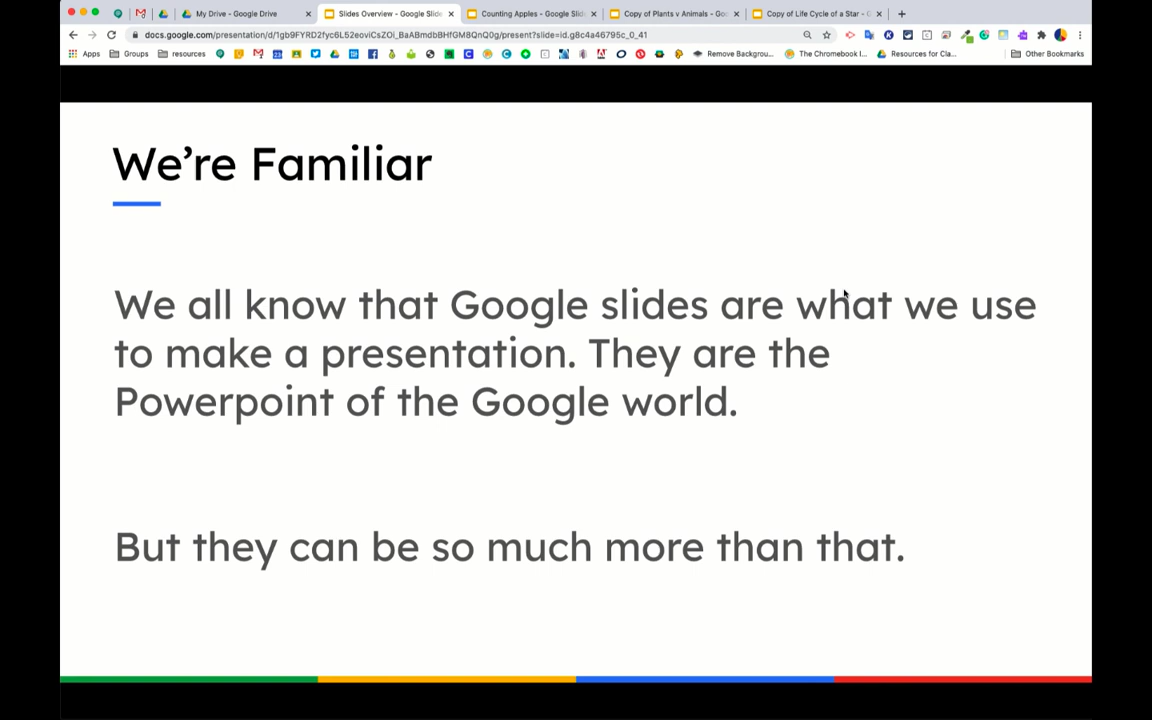 My Drive - Google Drive
Slides Overview - Google Slide
Counting Apples - Google Slid
Copy of Plants v Animals - Goo
Copy of Life Cycle of a Star - G
docs.google.com/presentation/d/1gb9FYRD2fyc6L52eoviCsZOi_BaABmdbBHfGM8QnQ0g/present?slide=id.g8c4a46795c_0_41
Apps Groups resources Remove Backgrou... The Chromebook I... Resources for Cla... Other Bookmarks
We’re Familiar
We all know that Google slides are what we use
to make a presentation. They are the
Powerpoint of the Google world.
But they can be so much more than that.